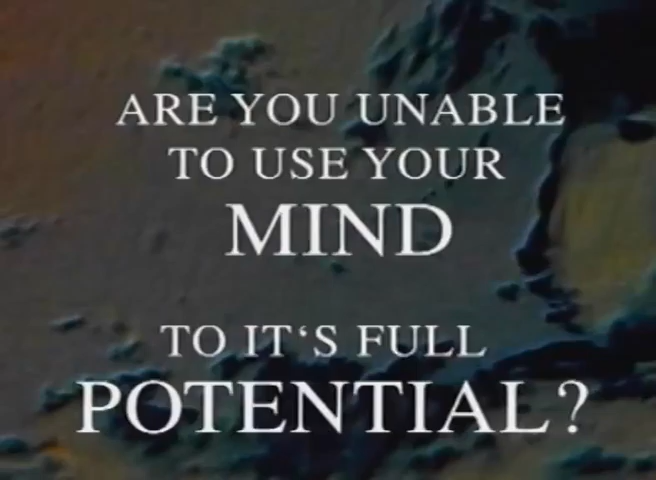 ARE YOU UNABLE
TO USE YOUR
MIND
TO IT‘S FULL
POTENTIAL?